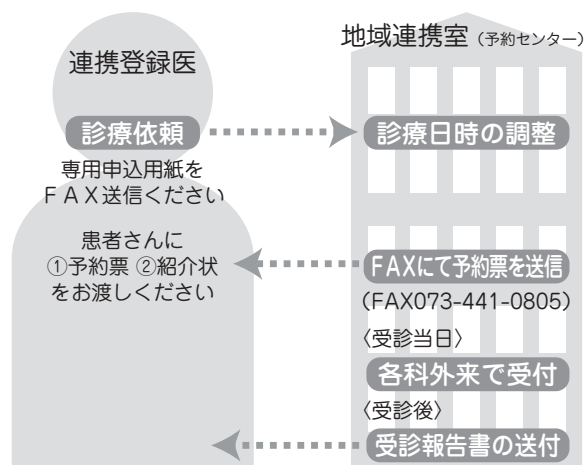 連携登録医
地域連携室（予約センター）
診療依頼
診療日時の調整
専用申込用紙を
ＦＡＸ送信ください
患者さんに
①予約票 ②紹介状
をお渡しください
ＦＡＸにて予約票を送信
（FAX073-441-0805）
〈受診当日〉
各科外来で受付
〈受診後〉
受診報告書の送付